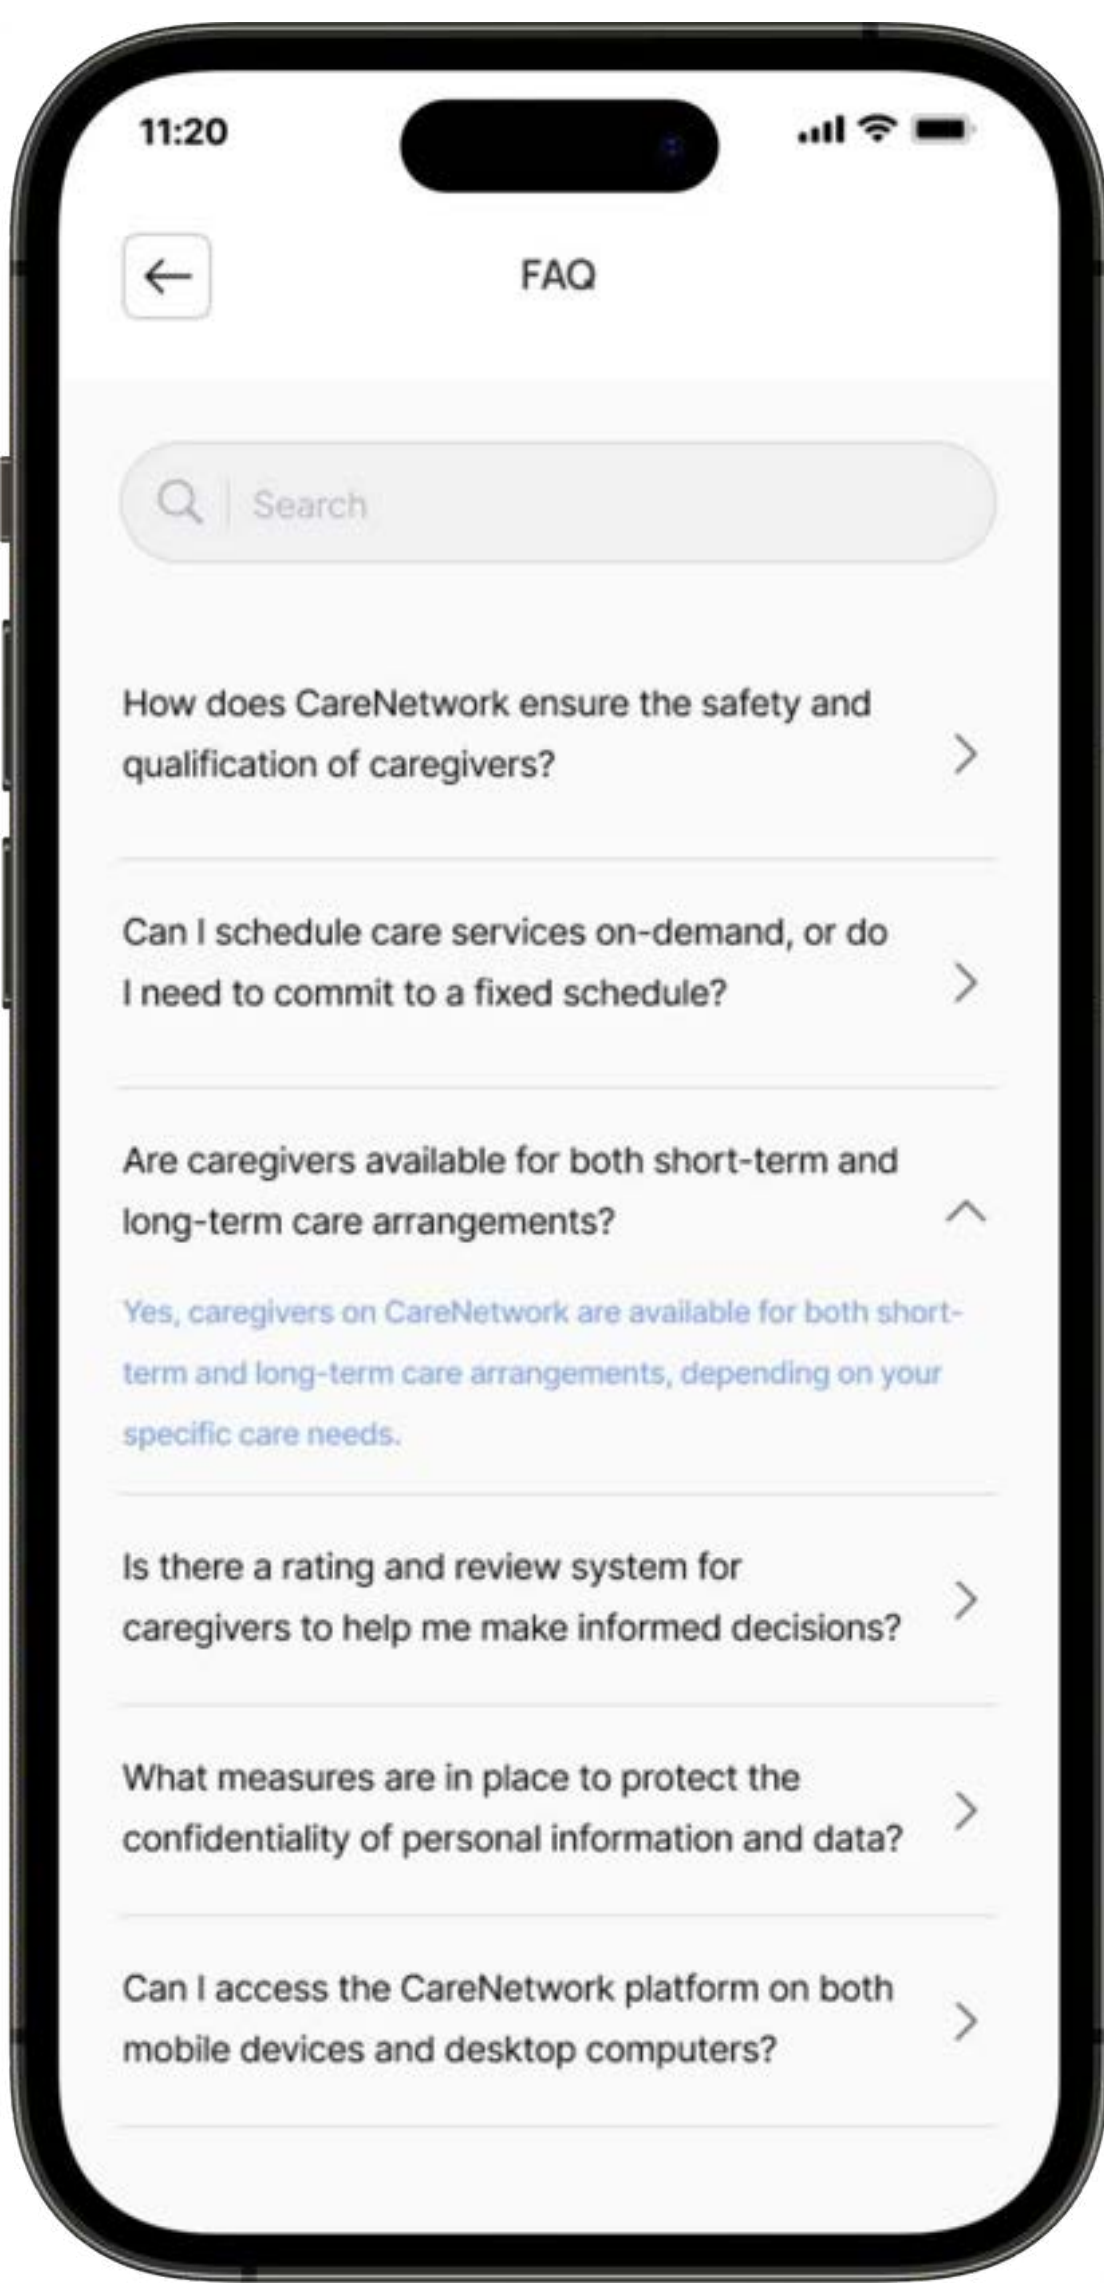 11:20
FAQ
Search
How does CareNetwork ensure the safety and
qualification of caregivers?
Can I schedule care services on-demand, or do
I need to commit to a fixed schedule?
Are caregivers available for both short-term and
long-term care arrangements?
Yes, caregivers on CareNetwork are available for both short-
term and long-term care arrangements, depending on your
specific care needs.
Is there a rating and review system for
caregivers to help me make informed decisions?
What measures are in place to protect the
confidentiality of personal information and data?
Can I access the CareNetwork platform on both
mobile devices and desktop computers?